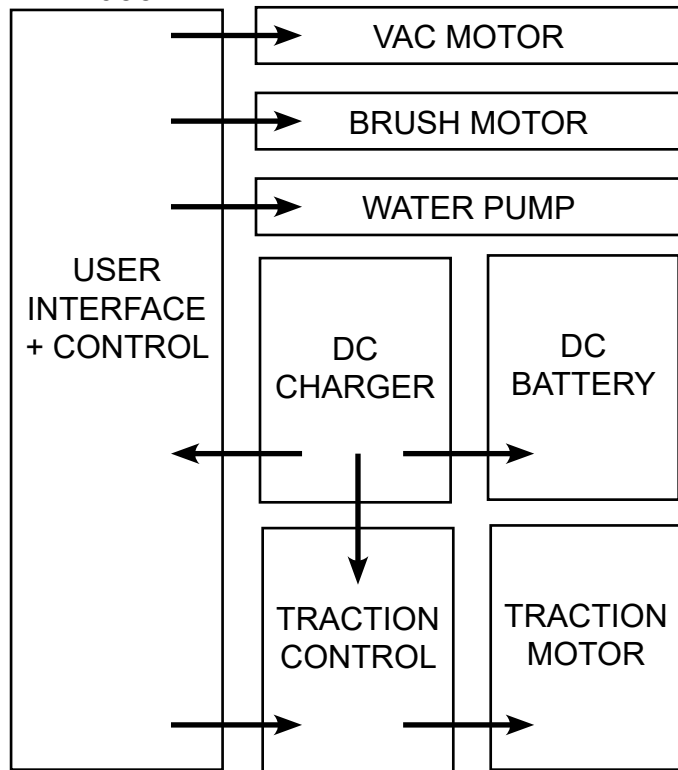 VAC MOTOR
BRUSH MOTOR
WATER PUMP
USER
INTERFACE
+ CONTROL
DC
CHARGER
DC
BATTERY
TRACTION
CONTROL
TRACTION
MOTOR